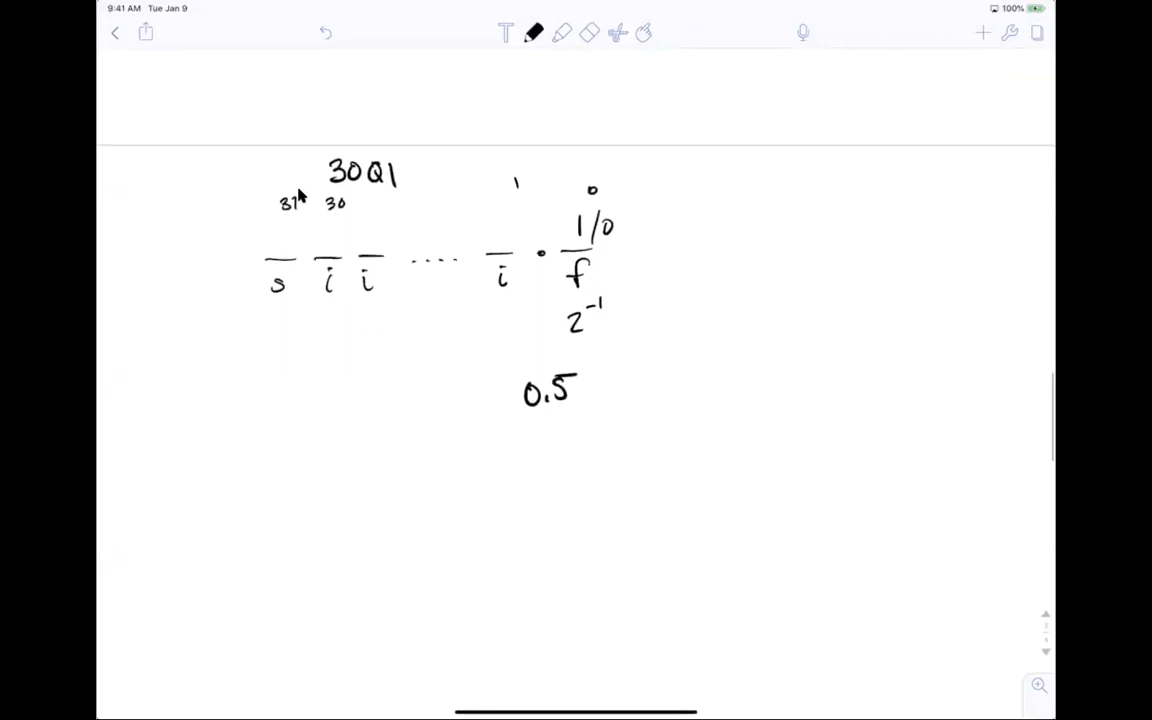 9:41 AM Tue Jan 9
100%
T
30Q1
31 30 1 0
1/0
s i i .... i . f
2^-1
0.5